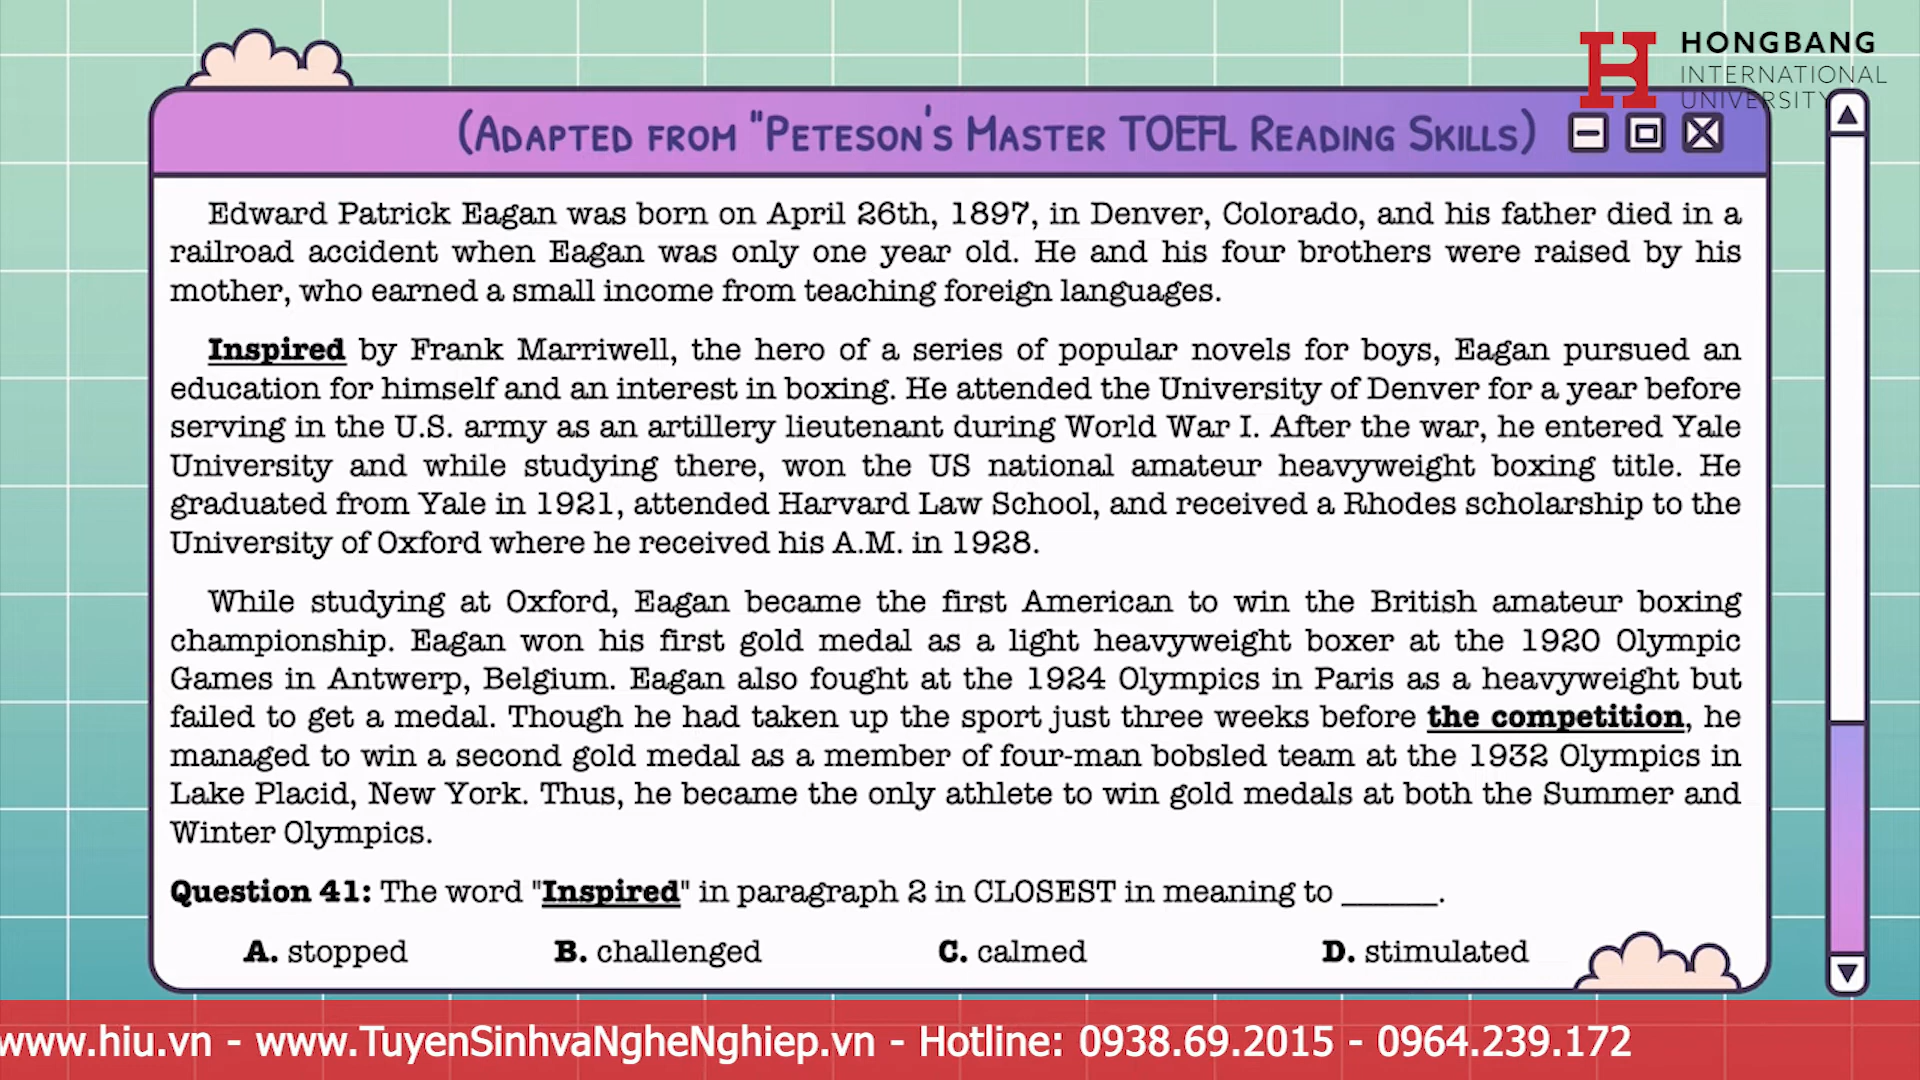 HONGBANG
INTERNATIONAL
UNIVERSITY
(ADAPTED FROM "PETESON'S MASTER TOEFL READING SKILLS)
Edward Patrick Eagan was born on April 26th, 1897, in Denver, Colorado, and his father died in a
railroad accident when Eagan was only one year old. He and his four brothers were raised by his
mother, who earned a small income from teaching foreign languages.
Inspired by Frank Marriwell, the hero of a series of popular novels for boys, Eagan pursued an
education for himself and an interest in boxing. He attended the University of Denver for a year before
serving in the U.S. army as an artillery lieutenant during World War I. After the war, he entered Yale
University and while studying there, won the US national amateur heavyweight boxing title. He
graduated from Yale in 1921, attended Harvard Law School, and received a Rhodes scholarship to the
University of Oxford where he received his A.M. in 1928.
While studying at Oxford, Eagan became the first American to win the British amateur boxing
championship. Eagan won his first gold medal as a light heavyweight boxer at the 1920 Olympic
Games in Antwerp, Belgium. Eagan also fought at the 1924 Olympics in Paris as a heavyweight but
failed to get a medal. Though he had taken up the sport just three weeks before the competition, he
managed to win a second gold medal as a member of four-man bobsled team at the 1932 Olympics in
Lake Placid, New York. Thus, he became the only athlete to win gold medals at both the Summer and
Winter Olympics.
Question 41: The word "Inspired" in paragraph 2 in CLOSEST in meaning to ______.
A. stopped B. challenged C. calmed D. stimulated
www.hiu.vn - www.TuyenSinhvaNgheNghiep.vn - Hotline: 0938.69.2015 - 0964.239.172